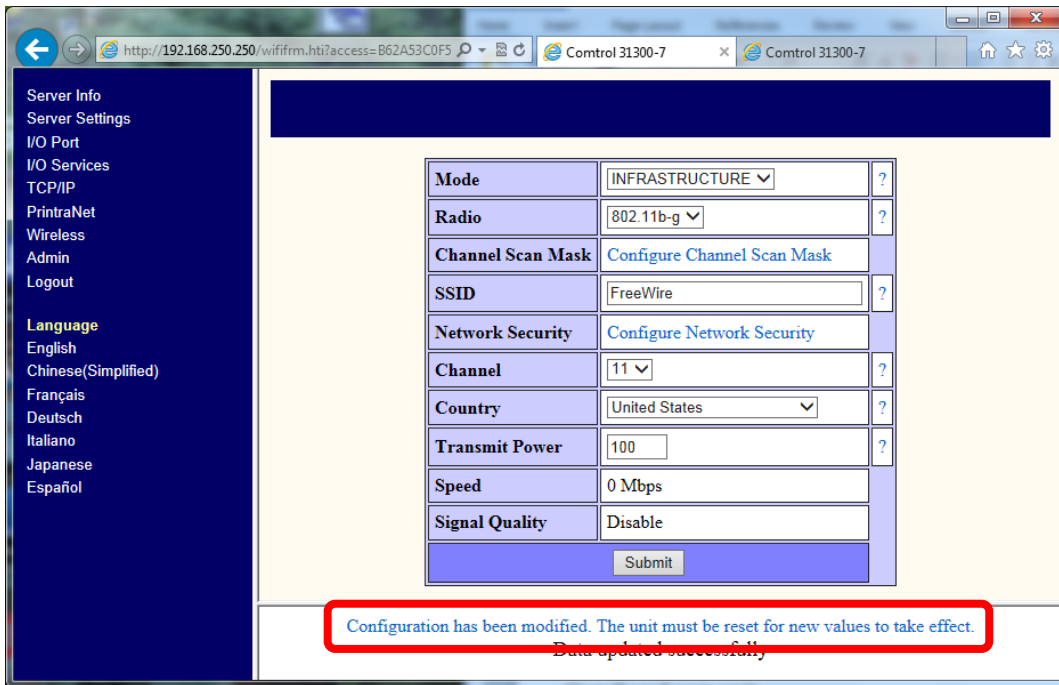 http://192.168.250.250/wififrm.hti?access=B62A53C0F5
Comtrol 31300-7
Comtrol 31300-7
Server Info
Server Settings
I/O Port
I/O Services
TCP/IP
PrintraNet
Wireless
Admin
Logout
Language
English
Chinese(Simplified)
Français
Deutsch
Italiano
Japanese
Español
Mode INFRASTRUCTURE ?
Radio 802.11b-g ?
Channel Scan Mask Configure Channel Scan Mask
SSID FreeWire ?
Network Security Configure Network Security
Channel 11 ?
Country United States ?
Transmit Power 100 ?
Speed 0 Mbps
Signal Quality Disable
Submit
Configuration has been modified. The unit must be reset for new values to take effect.
Data updated successfully